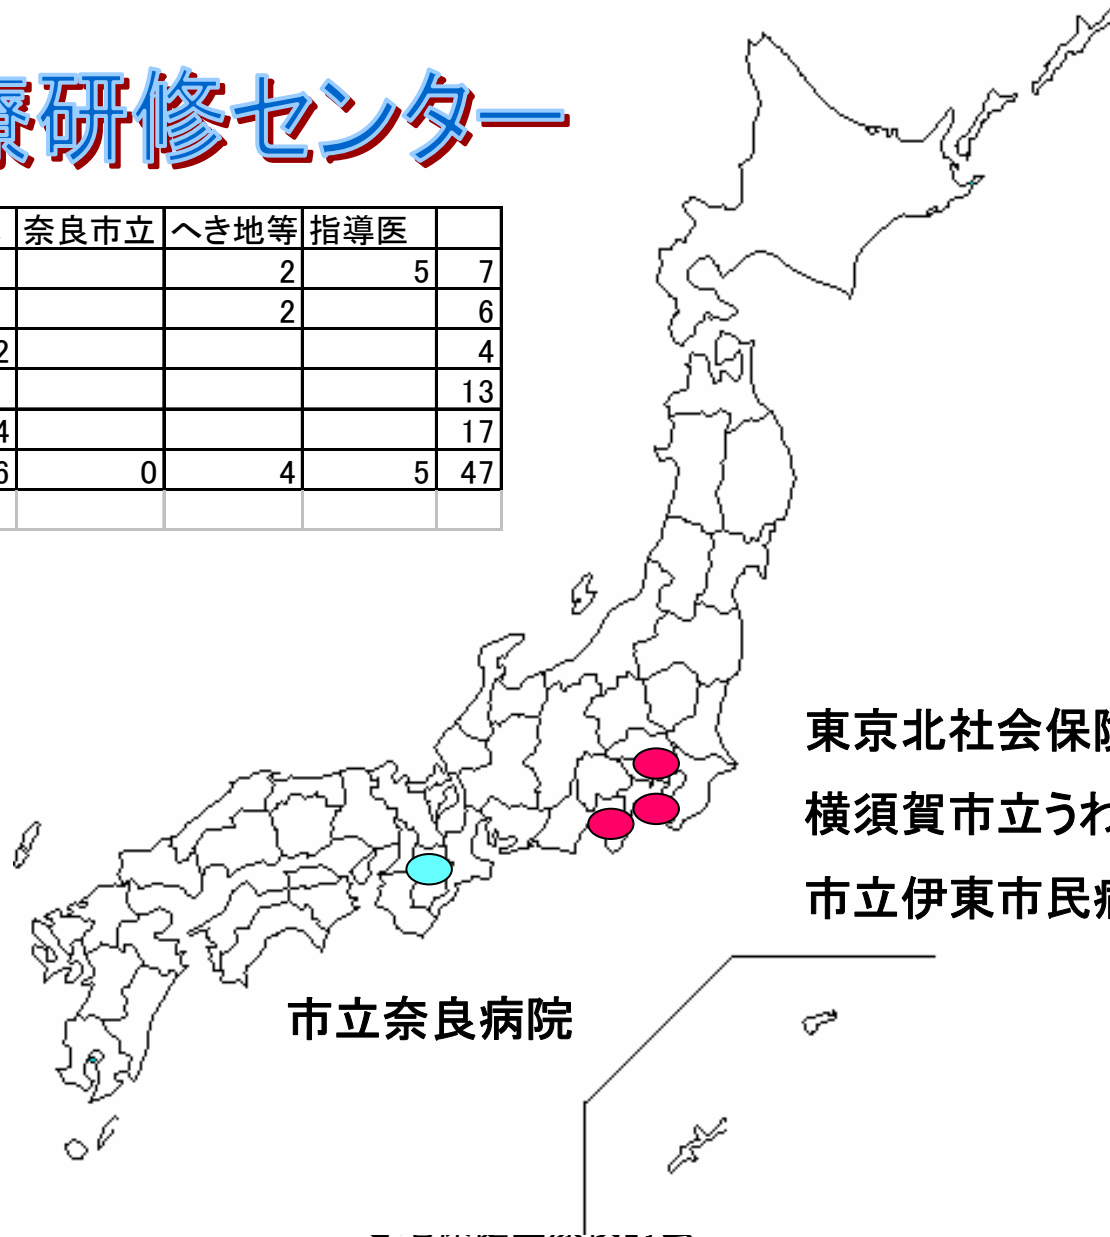 療研修センター
奈良市立 へき地等 指導医
2 5 7
2 6
2 4
13
4 17
6 0 4 5 47
東京北社会保険
横須賀市立うわ
市立伊東市民病
市立奈良病院